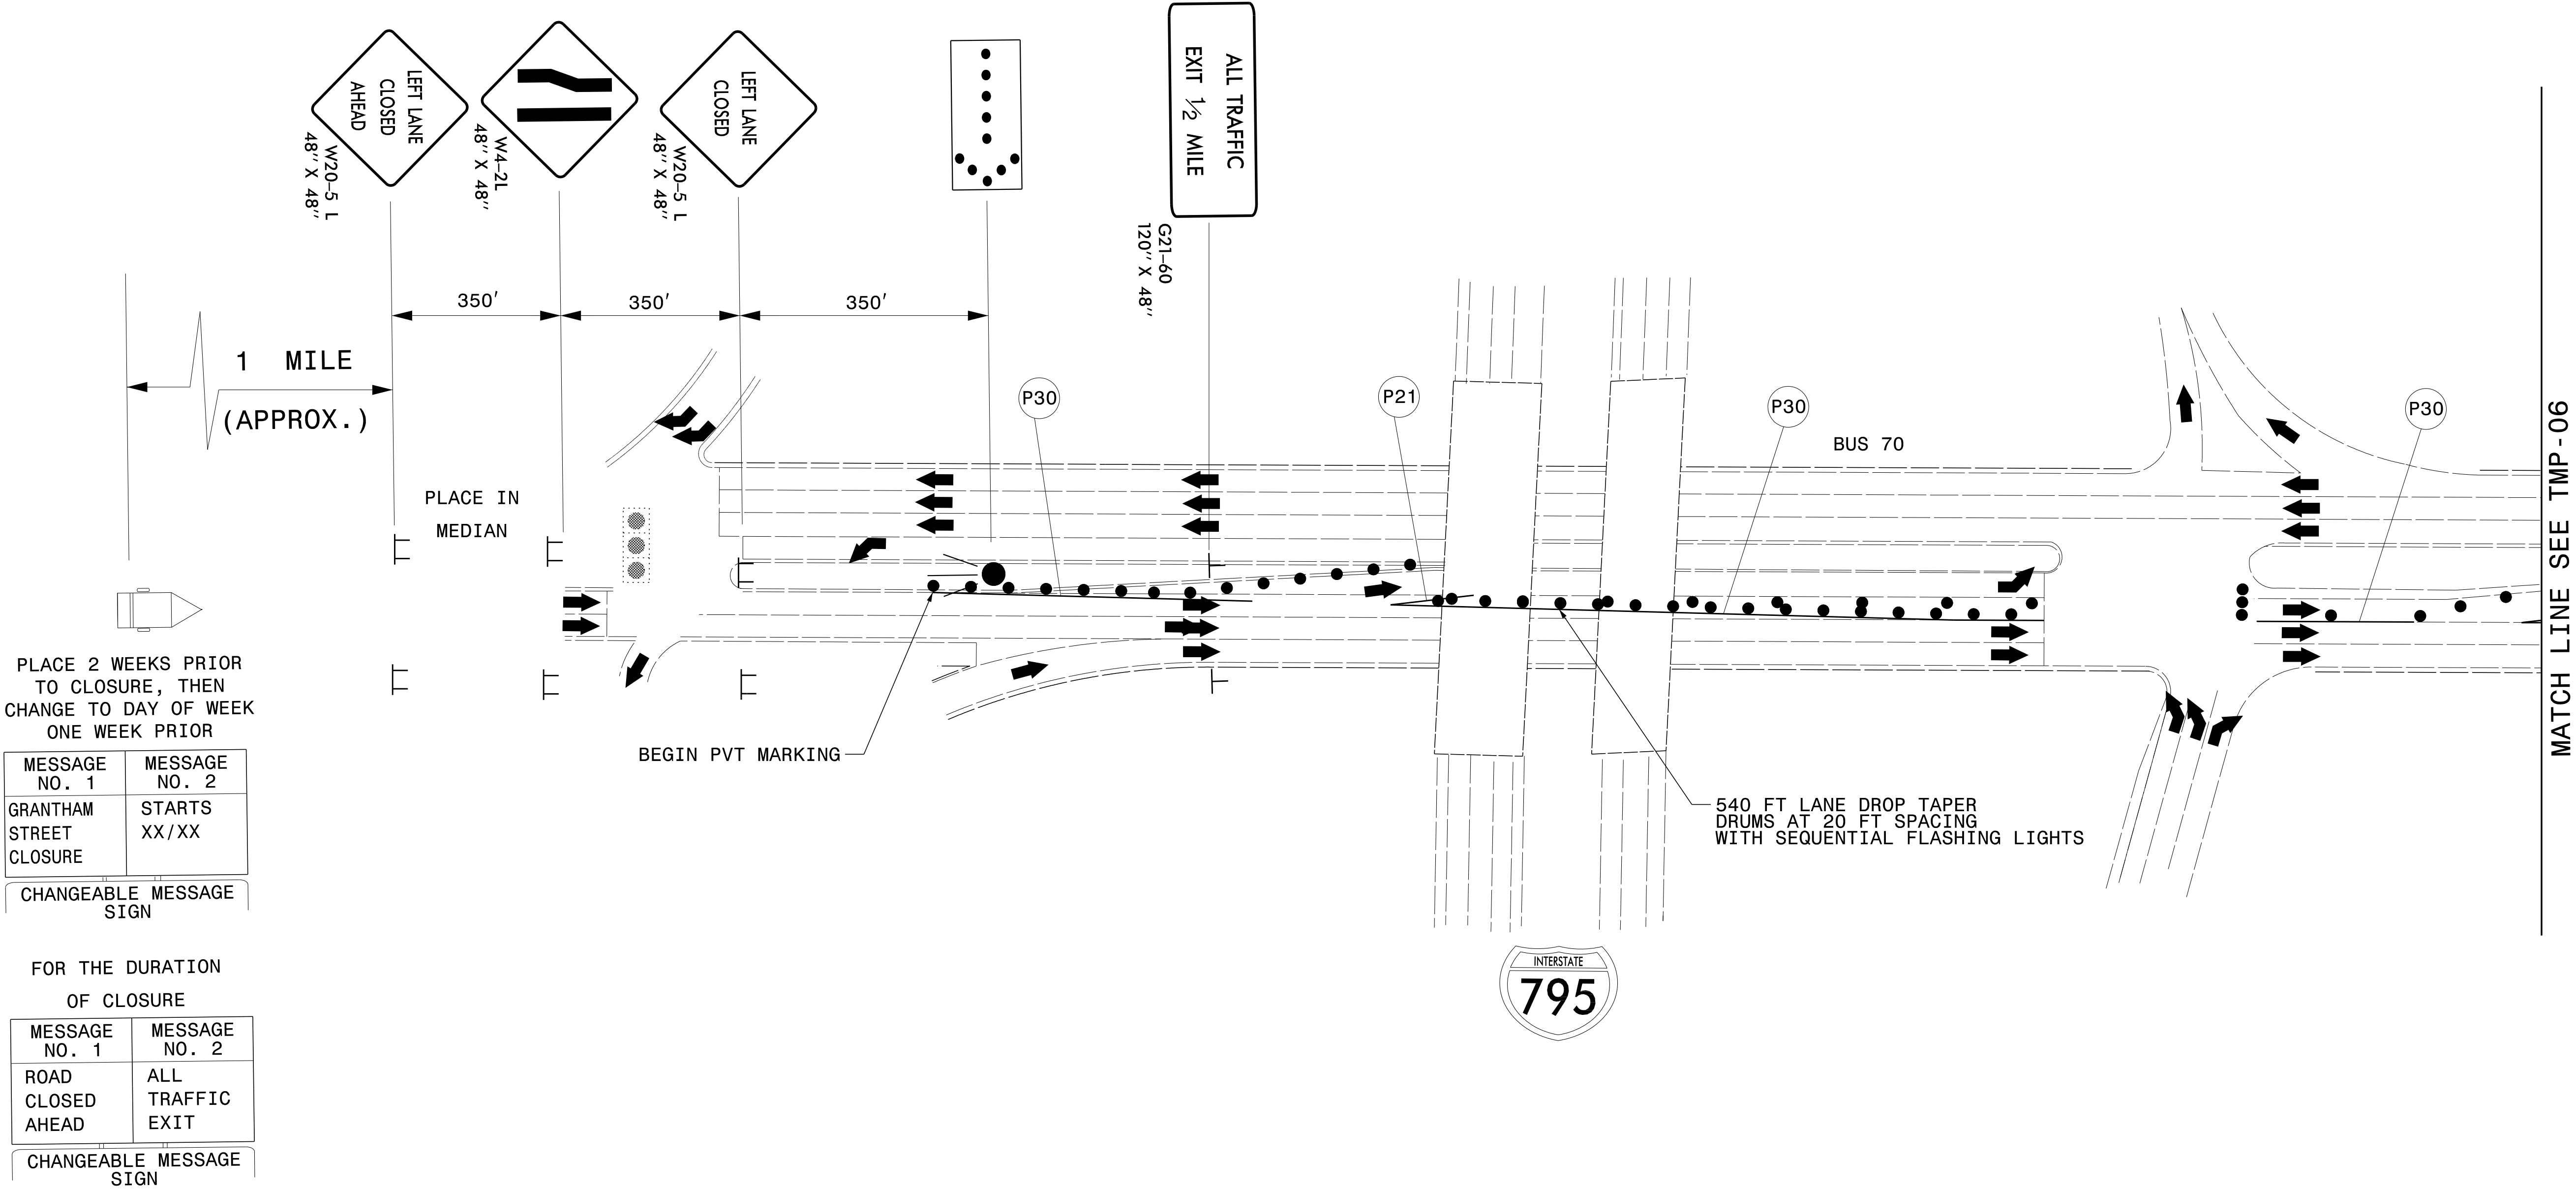 LEFT LANE
CLOSED
AHEAD
W20-5 L
48" X 48"
W4-2L
48" X 48"
LEFT LANE
CLOSED
W20-5 L
48" X 48"
ALL TRAFFIC
EXIT 1/2 MILE
G21-60
120" X 48"
350'
350'
350'
1 MILE
(APPROX.)
P30
P21
P30
P30
BUS 70
PLACE IN
MEDIAN
MATCH LINE SEE TMP-06
PLACE 2 WEEKS PRIOR
TO CLOSURE, THEN
CHANGE TO DAY OF WEEK
ONE WEEK PRIOR
MESSAGE
NO. 1
MESSAGE
NO. 2
GRANTHAM
STREET
CLOSURE
STARTS
XX/XX
CHANGEABLE MESSAGE
SIGN
BEGIN PVT MARKING
540 FT LANE DROP TAPER
DRUMS AT 20 FT SPACING
WITH SEQUENTIAL FLASHING LIGHTS
INTERSTATE
795
FOR THE DURATION
OF CLOSURE
MESSAGE
NO. 1
MESSAGE
NO. 2
ROAD
CLOSED
AHEAD
ALL
TRAFFIC
EXIT
CHANGEABLE MESSAGE
SIGN